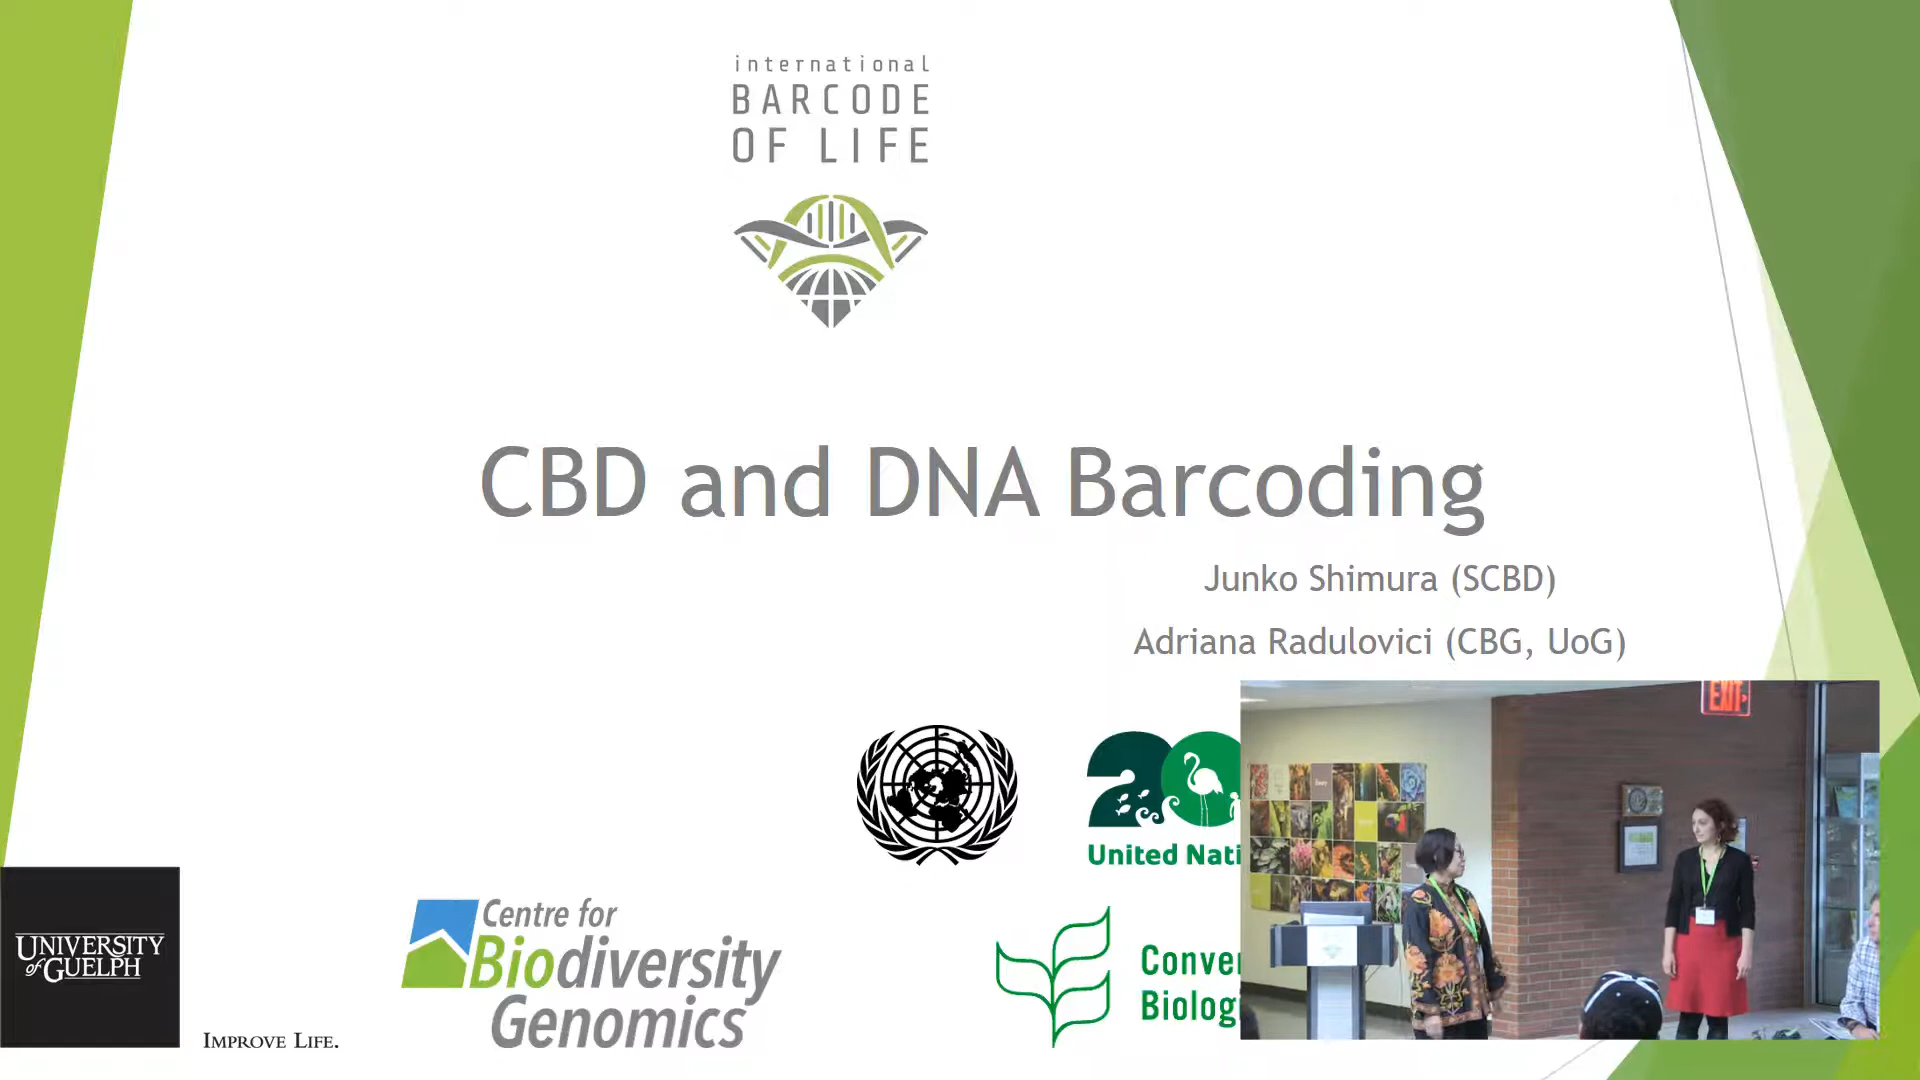 international
BARCODE
OF LIFE
CBD and DNA Barcoding
Junko Shimura (SCBD)
Adriana Radulovici (CBG, UoG)
20
United Nati
EXIT
UNIVERSITY
of GUELPH
IMPROVE LIFE.
Centre for
Biodiversity
Genomics
Conve
Biolog